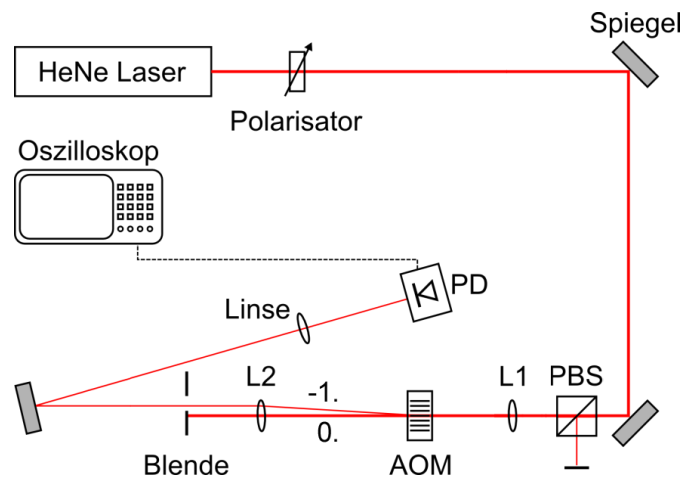 Spiegel
HeNe Laser
Polarisator
Oszilloskop
PD
Linse
L2
-1.
0.
L1
PBS
Blende
AOM